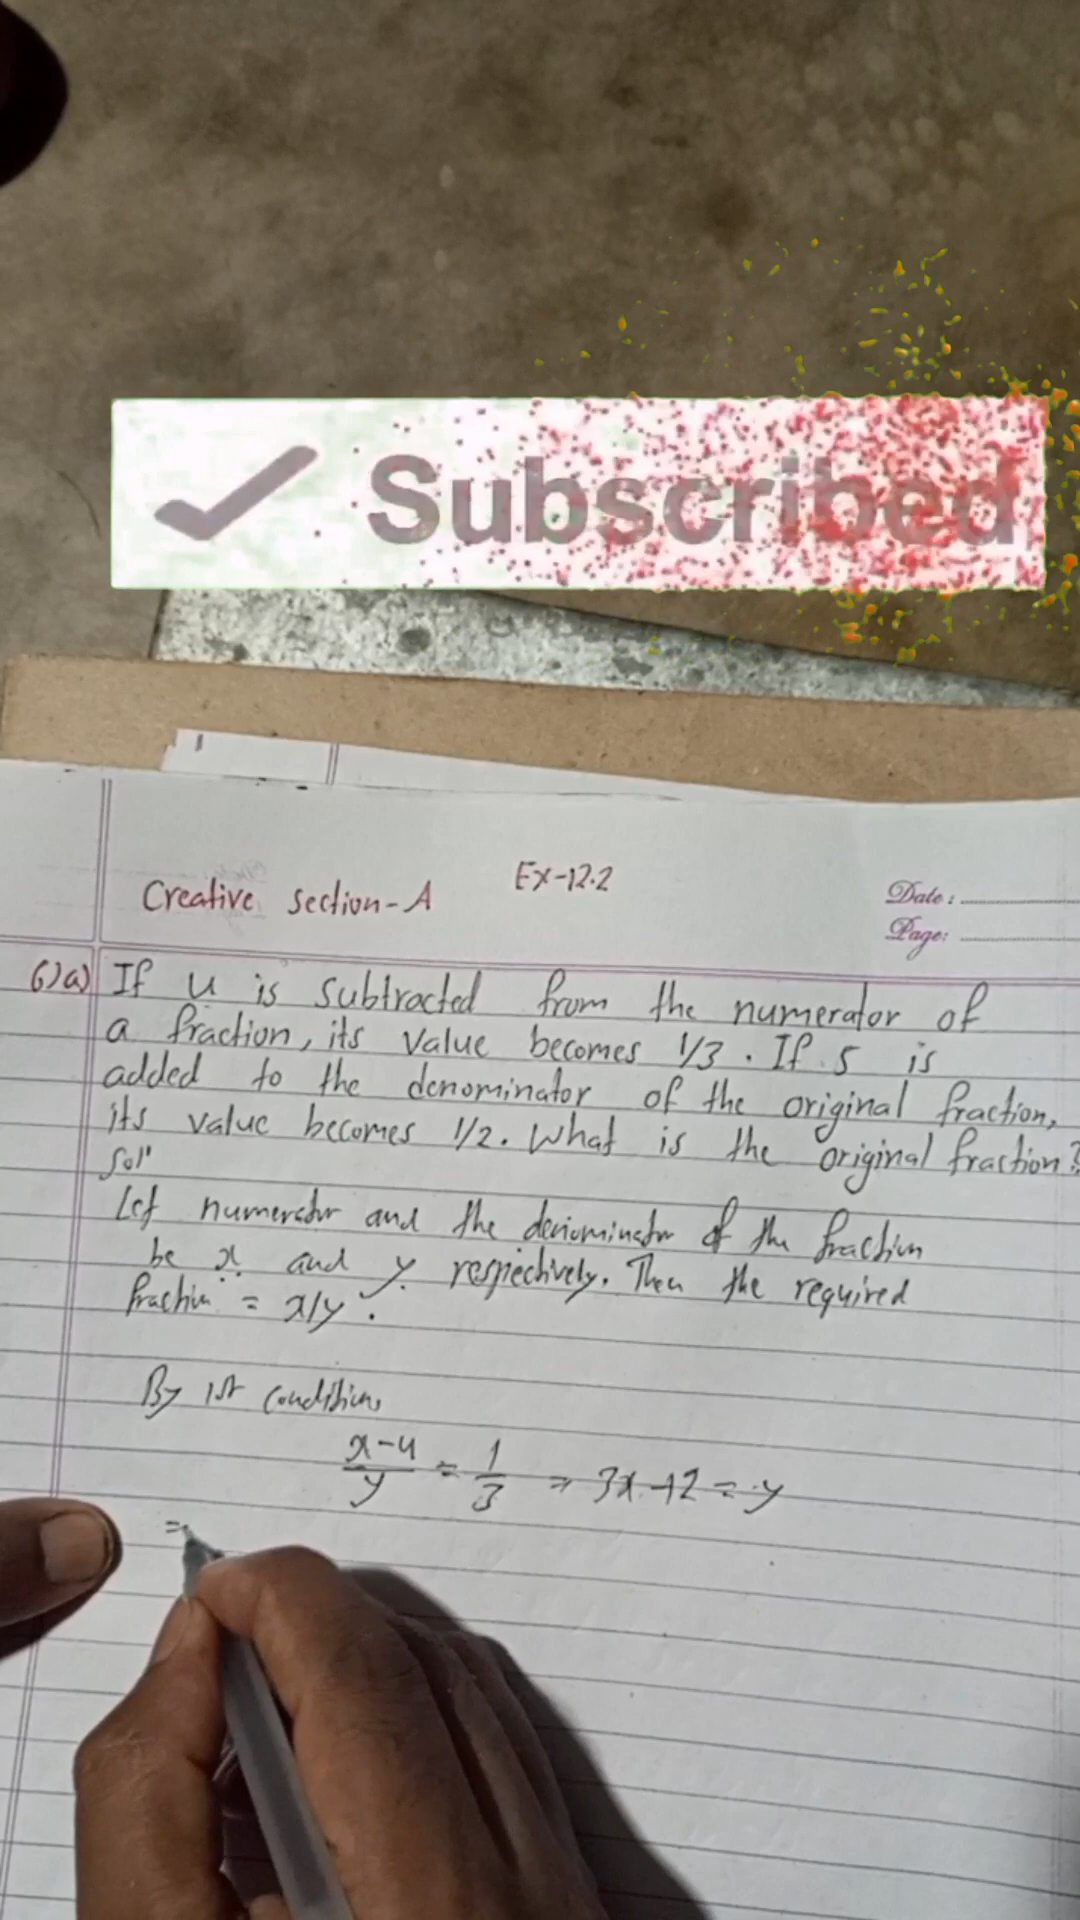 ✓ Subscribed
Ex-12.2
Creative section-A
Date:
Page:
6)a) If 4 is subtracted from the numerator of
a fraction, its value becomes 1/3. If 5 is
added to the denominator of the original fraction,
its value becomes 1/2. What is the original fraction?
Solⁿ
Let numerator and the denominator of the fraction
be x and y respectively. Then the required
fraction = x/y.
By 1st condition,
x-4/y = 1/3 ⇒ 3x-12=y
=